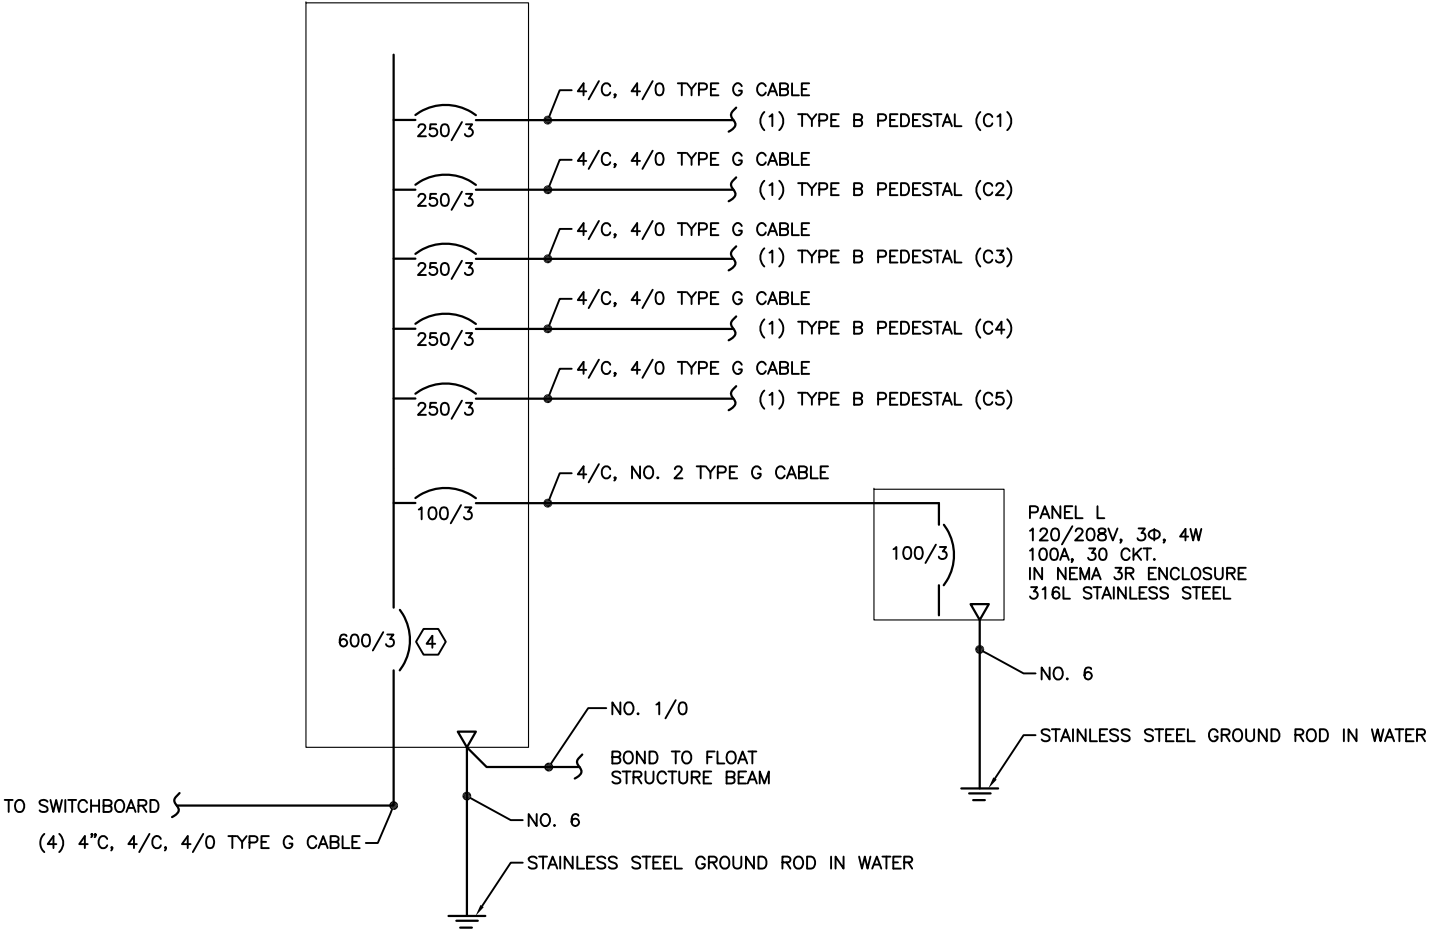 4/C, 4/0 TYPE G CABLE
250/3
(1) TYPE B PEDESTAL (C1)
4/C, 4/0 TYPE G CABLE
250/3
(1) TYPE B PEDESTAL (C2)
4/C, 4/0 TYPE G CABLE
250/3
(1) TYPE B PEDESTAL (C3)
4/C, 4/0 TYPE G CABLE
250/3
(1) TYPE B PEDESTAL (C4)
4/C, 4/0 TYPE G CABLE
250/3
(1) TYPE B PEDESTAL (C5)
4/C, NO. 2 TYPE G CABLE
100/3
100/3
PANEL L
120/208V, 3Φ, 4W
100A, 30 CKT.
IN NEMA 3R ENCLOSURE
316L STAINLESS STEEL
600/3
4
NO. 6
NO. 1/0
STAINLESS STEEL GROUND ROD IN WATER
BOND TO FLOAT
STRUCTURE BEAM
TO SWITCHBOARD
(4) 4”C, 4/C, 4/0 TYPE G CABLE
NO. 6
STAINLESS STEEL GROUND ROD IN WATER